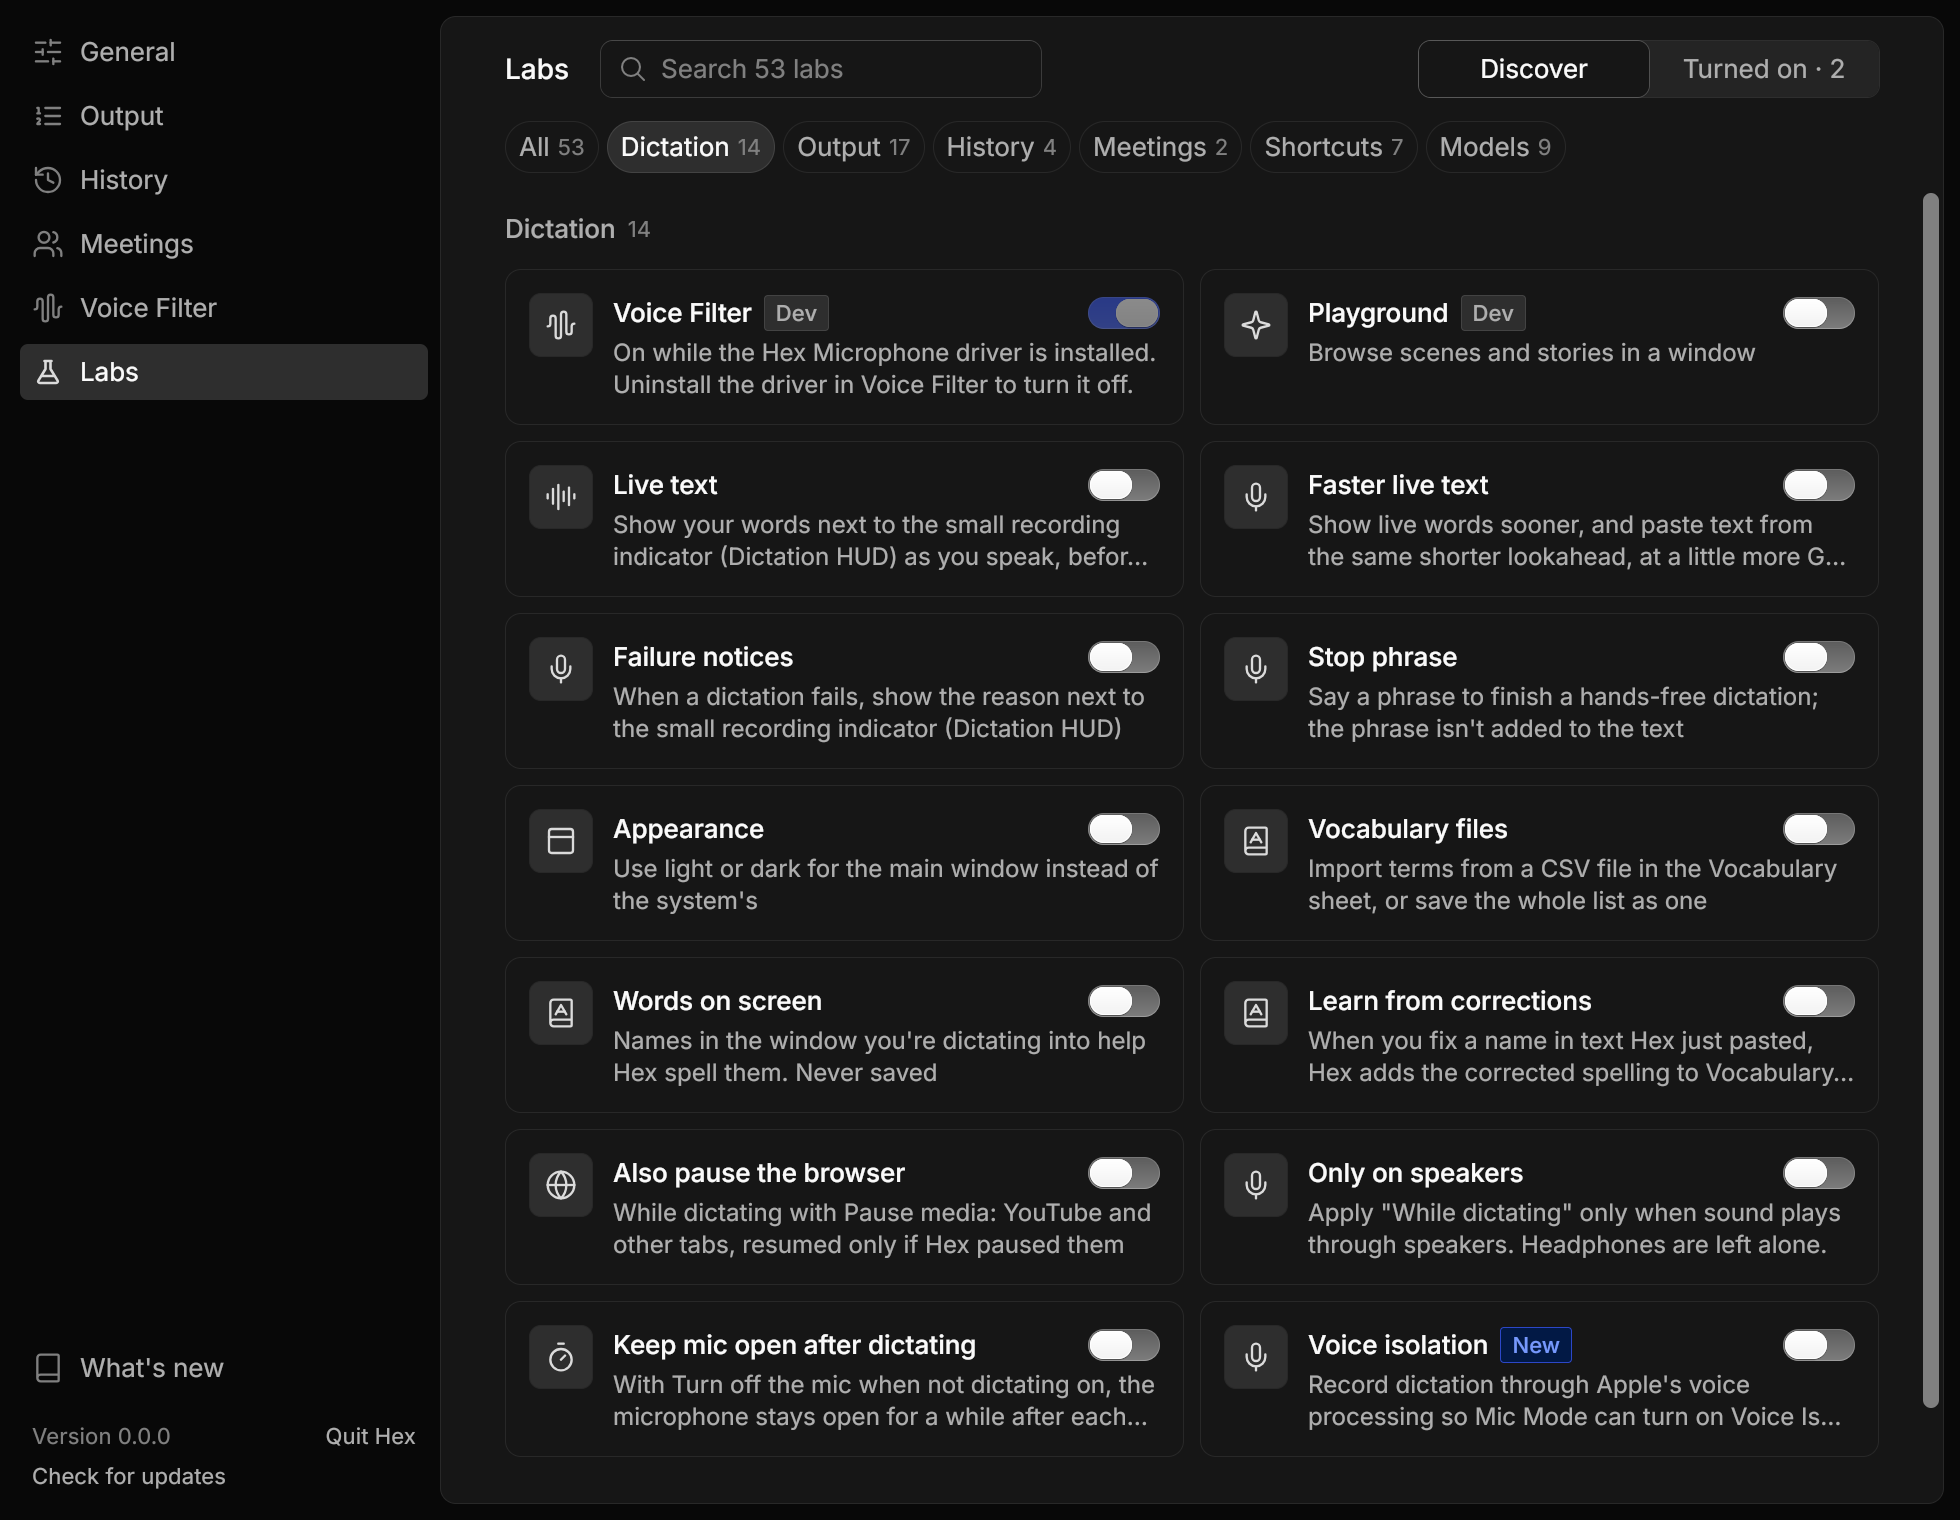 General
Output
History
Meetings
Voice Filter
Labs
What's new
Version 0.0.0
Quit Hex
Check for updates
Labs
Search 53 labs
Discover
Turned on · 2
All 53
Dictation 14
Output 17
History 4
Meetings 2
Shortcuts 7
Models 9
Dictation 14
Voice Filter Dev
On while the Hex Microphone driver is installed.
Uninstall the driver in Voice Filter to turn it off.
Playground Dev
Browse scenes and stories in a window
Live text
Show your words next to the small recording
indicator (Dictation HUD) as you speak, befor...
Faster live text
Show live words sooner, and paste text from
the same shorter lookahead, at a little more G...
Failure notices
When a dictation fails, show the reason next to
the small recording indicator (Dictation HUD)
Stop phrase
Say a phrase to finish a hands-free dictation;
the phrase isn't added to the text
Appearance
Use light or dark for the main window instead of
the system's
Vocabulary files
Import terms from a CSV file in the Vocabulary
sheet, or save the whole list as one
Words on screen
Names in the window you're dictating into help
Hex spell them. Never saved
Learn from corrections
When you fix a name in text Hex just pasted,
Hex adds the corrected spelling to Vocabulary...
Also pause the browser
While dictating with Pause media: YouTube and
other tabs, resumed only if Hex paused them
Only on speakers
Apply "While dictating" only when sound plays
through speakers. Headphones are left alone.
Keep mic open after dictating
With Turn off the mic when not dictating on, the
microphone stays open for a while after each...
Voice isolation New
Record dictation through Apple's voice
processing so Mic Mode can turn on Voice Is...